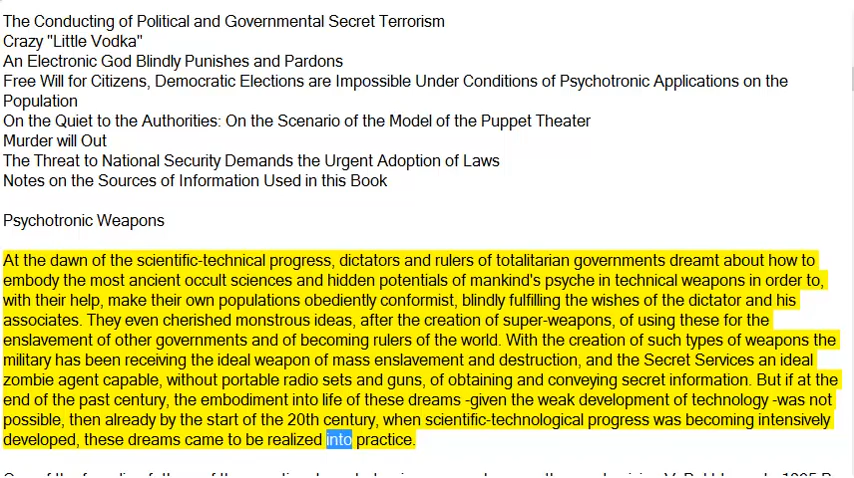 The Conducting of Political and Governmental Secret Terrorism
Crazy "Little Vodka"
An Electronic God Blindly Punishes and Pardons
Free Will for Citizens, Democratic Elections are Impossible Under Conditions of Psychotronic Applications on the
Population
On the Quiet to the Authorities: On the Scenario of the Model of the Puppet Theater
Murder will Out
The Threat to National Security Demands the Urgent Adoption of Laws
Notes on the Sources of Information Used in this Book
Psychotronic Weapons
At the dawn of the scientific-technical progress, dictators and rulers of totalitarian governments dreamt about how to
embody the most ancient occult sciences and hidden potentials of mankind's psyche in technical weapons in order to,
with their help, make their own populations obediently conformist, blindly fulfilling the wishes of the dictator and his
associates. They even cherished monstrous ideas, after the creation of super-weapons, of using these for the
enslavement of other governments and of becoming rulers of the world. With the creation of such types of weapons the
military has been receiving the ideal weapon of mass enslavement and destruction, and the Secret Services an ideal
zombie agent capable, without portable radio sets and guns, of obtaining and conveying secret information. But if at the
end of the past century, the embodiment into life of these dreams -given the weak development of technology -was not
possible, then already by the start of the 20th century, when scientific-technological progress was becoming intensively
developed, these dreams came to be realized into practice.